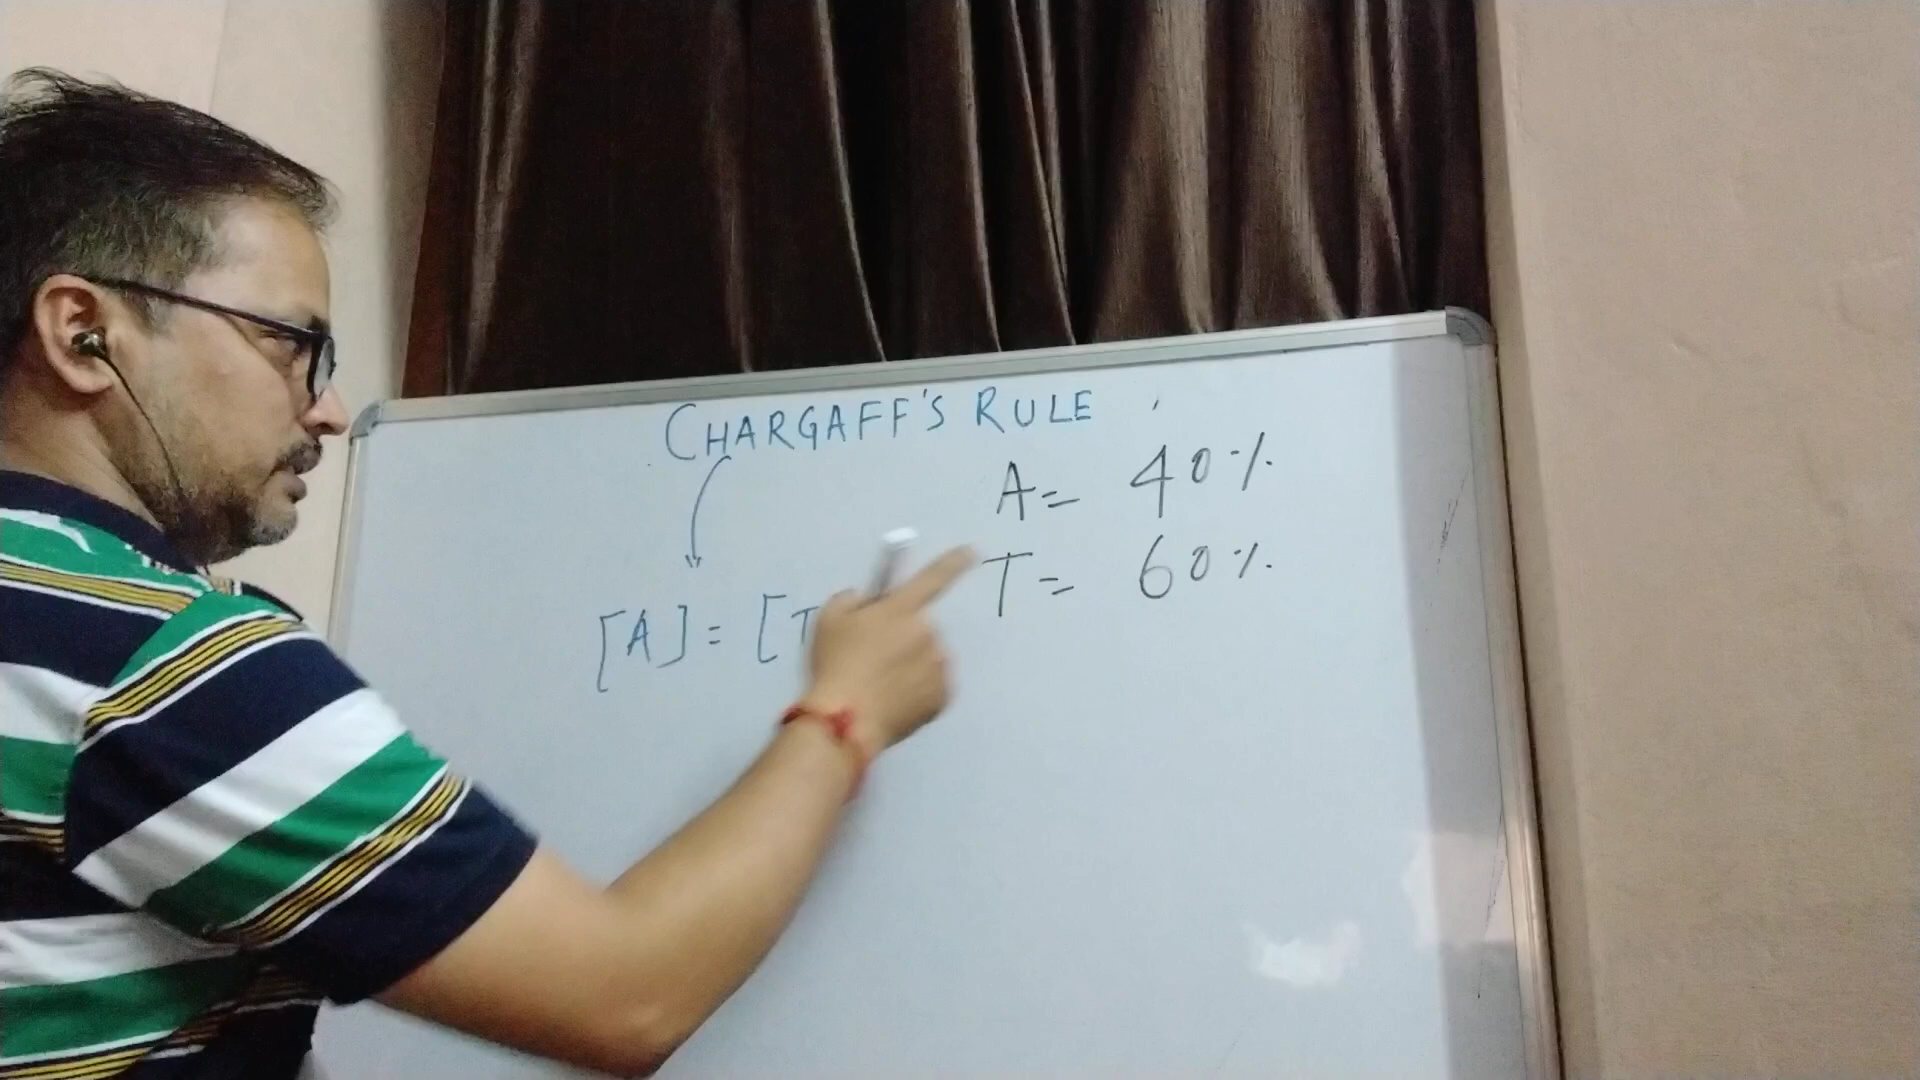 CHARGAFF'S RULE
A = 40%
T = 60%
[A] = [T